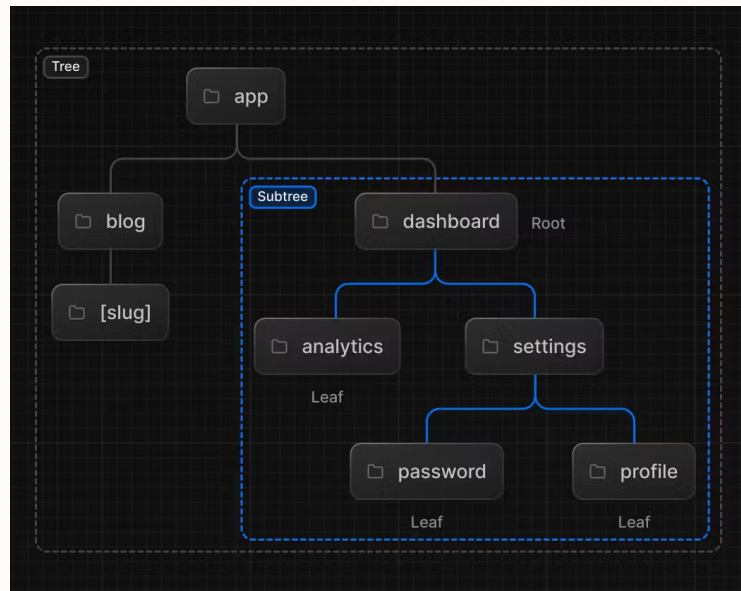 Tree
app
Subtree
blog
dashboard
Root
[slug]
analytics
settings
Leaf
password
profile
Leaf
Leaf